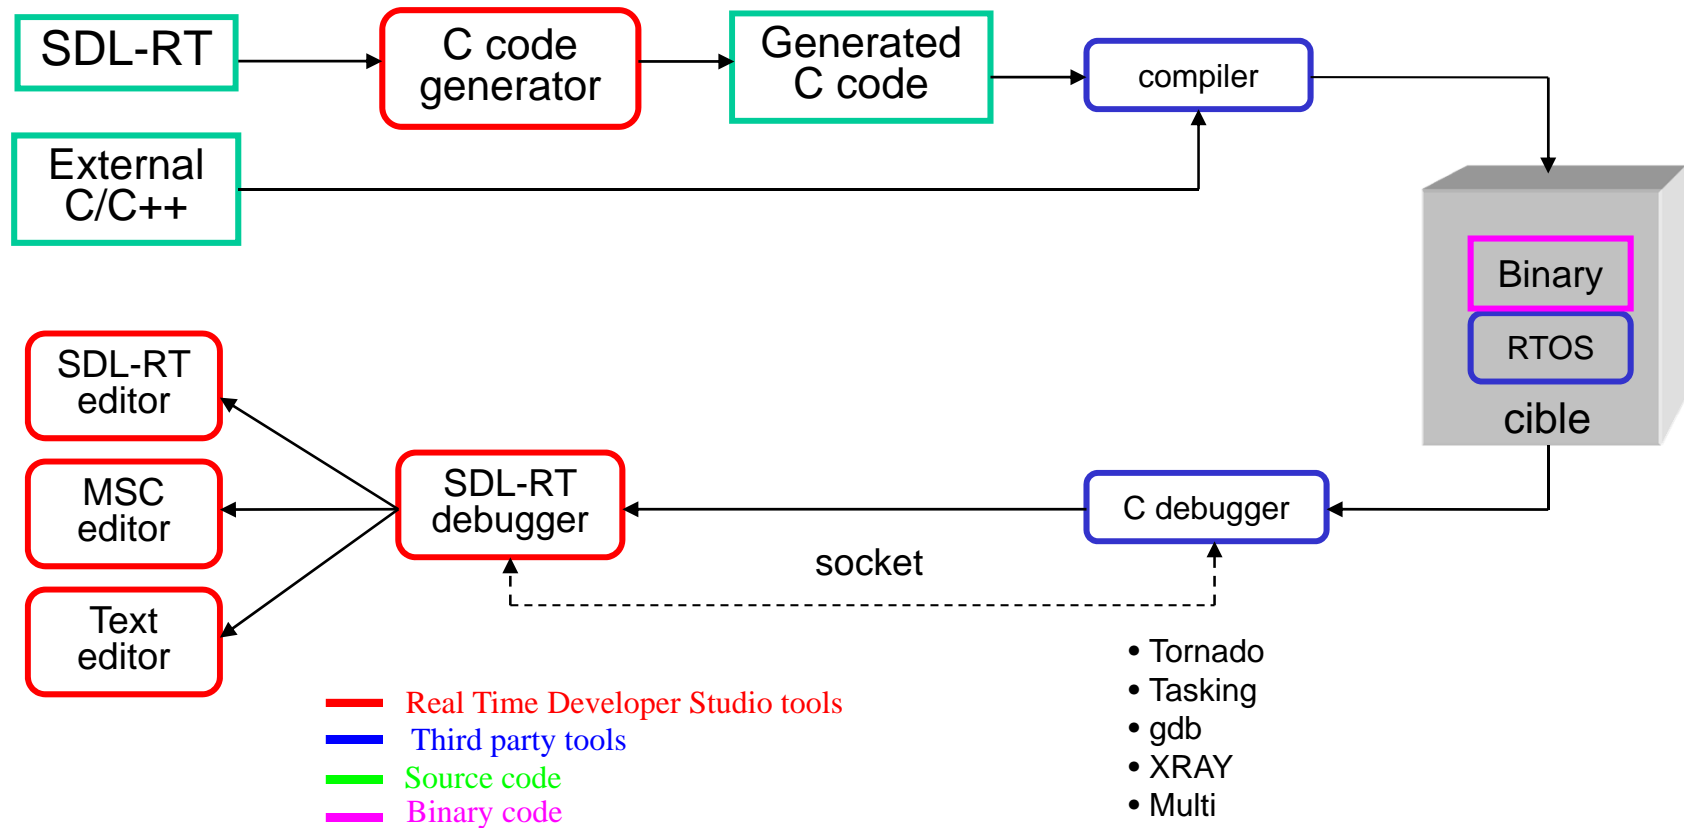 SDL-RT
C code
generator
Generated
C code
compiler
External
C/C++
Binary
RTOS
cible
SDL-RT
editor
MSC
editor
Text
editor
SDL-RT
debugger
C debugger
socket
• Tornado
• Tasking
• gdb
• XRAY
• Multi
Real Time Developer Studio tools
Third party tools
Source code
Binary code